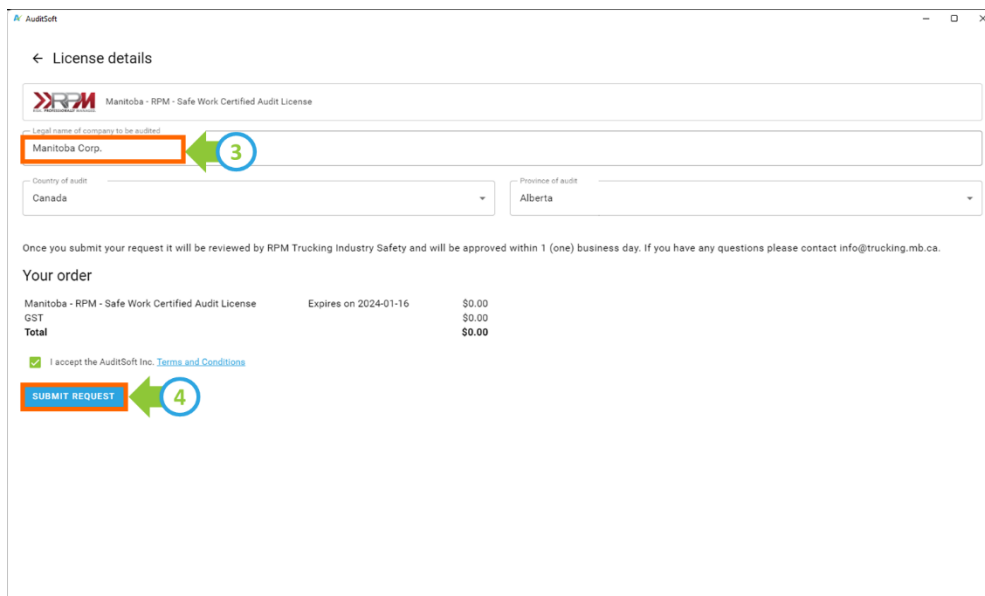 AuditSoft
License details
RPM
Manitoba - RPM - Safe Work Certified Audit License
Legal name of company to be audited
Manitoba Corp.
3
Country of audit
Canada
Province of audit
Alberta
Once you submit your request it will be reviewed by RPM Trucking Industry Safety and will be approved within 1 (one) business day. If you have any questions please contact info@trucking.mb.ca.
Your order
Manitoba - RPM - Safe Work Certified Audit License Expires on 2024-01-16 $0.00
GST $0.00
Total $0.00
I accept the AuditSoft Inc. Terms and Conditions
SUBMIT REQUEST
4